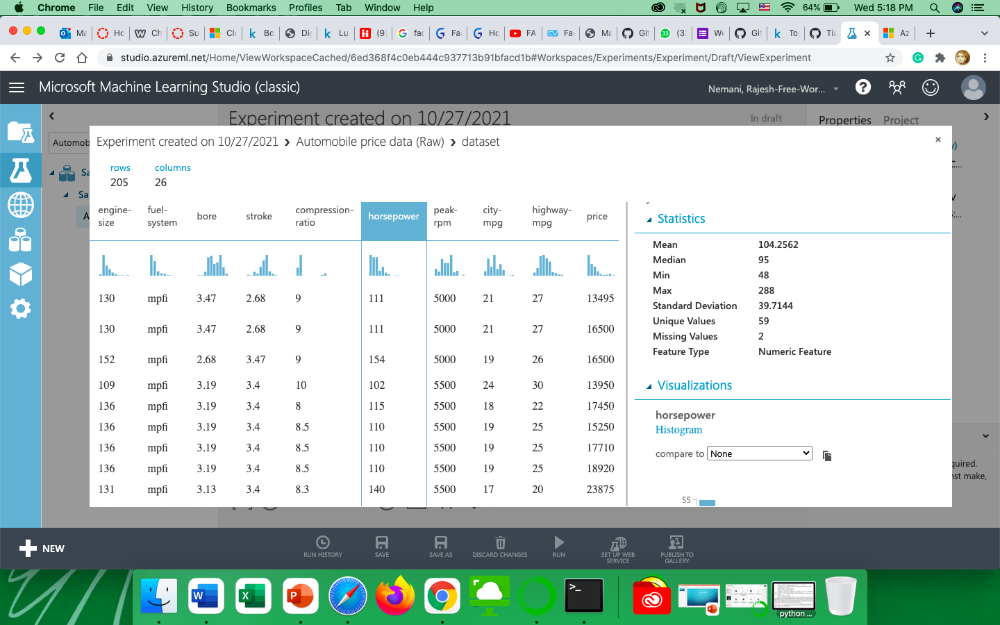 Chrome File Edit View History Bookmarks Profiles Tab Window Help 64% Wed 5:18 PM
Ma Ho Ch Su Clo Bo Dig Lu (9) fac Fa Ho FA Fa Ma Git (3 We Git To Tia Az
studio.azureml.net/Home/ViewWorkspaceCached/6ed368f4c0eb444c937713b91bfacd1b#Workspaces/Experiments/Experiment/Draft/ViewExperiment
Microsoft Machine Learning Studio (classic) Nemani, Rajesh-Free-Wor...
Experiment created on 10/27/2021 In draft Properties Project
Automob
Sa
Sa
A
Experiment created on 10/27/2021 > Automobile price data (Raw) > dataset
rows columns
205 26
engine-size fuel-system bore stroke compression-ratio horsepower peak-rpm city-mpg highway-mpg price
130 mpfi 3.47 2.68 9 111 5000 21 27 13495
130 mpfi 3.47 2.68 9 111 5000 21 27 16500
152 mpfi 2.68 3.47 9 154 5000 19 26 16500
109 mpfi 3.19 3.4 10 102 5500 24 30 13950
136 mpfi 3.19 3.4 8 115 5500 18 22 17450
136 mpfi 3.19 3.4 8.5 110 5500 19 25 15250
136 mpfi 3.19 3.4 8.5 110 5500 19 25 17710
136 mpfi 3.19 3.4 8.5 110 5500 19 25 18920
131 mpfi 3.13 3.4 8.3 140 5500 17 20 23875
Statistics
Mean 104.2562
Median 95
Min 48
Max 288
Standard Deviation 39.7144
Unique Values 59
Missing Values 2
Feature Type Numeric Feature
Visualizations
horsepower
Histogram
compare to None
55
quired.
st make,
NEW
RUN HISTORY SAVE SAVE AS DISCARD CHANGES RUN SET UP WEB SERVICE PUBLISH TO GALLERY
python ...